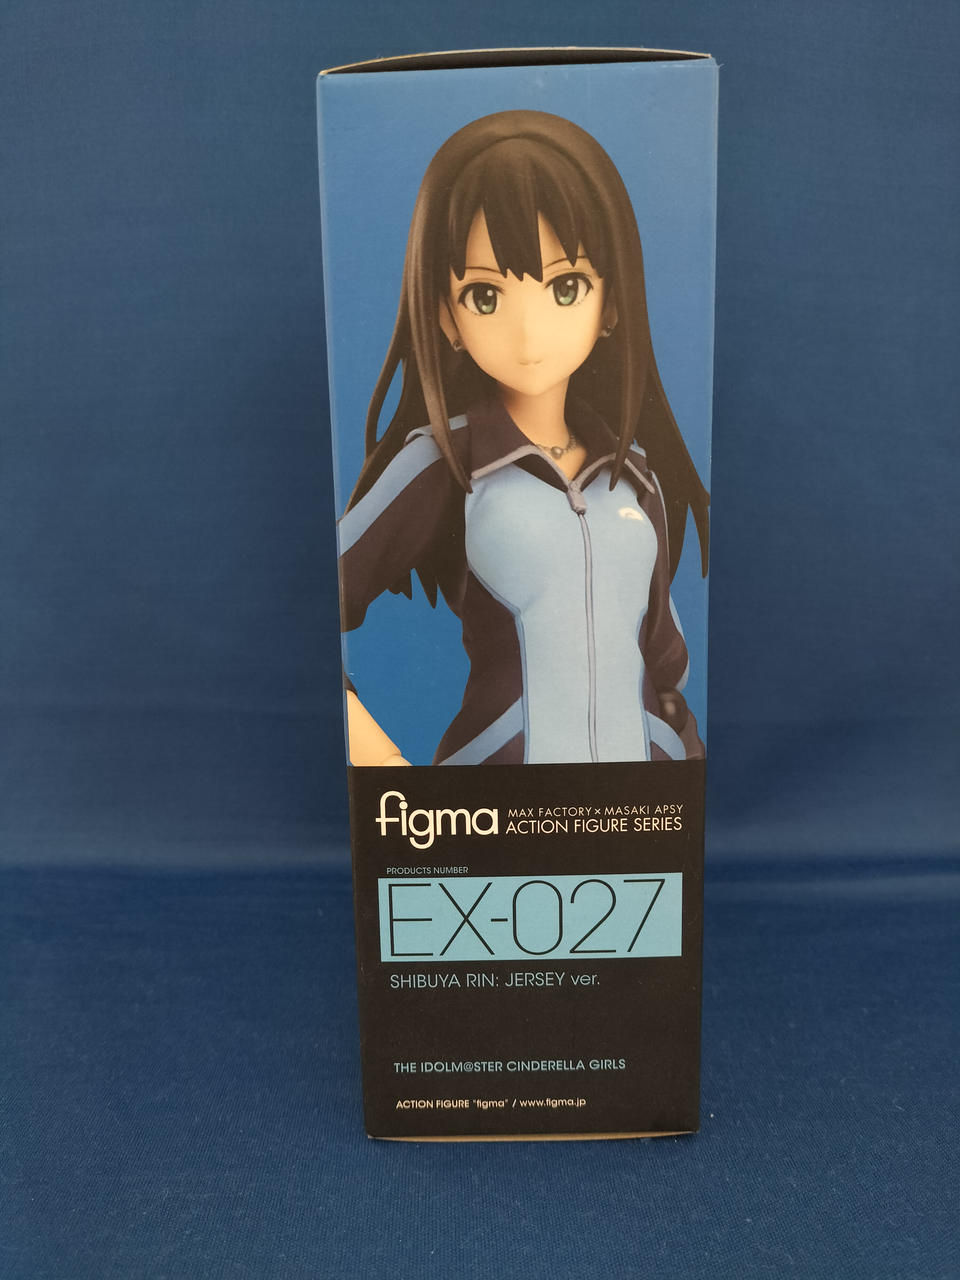 figma
MAX FACTORY × MASAKI APSY
ACTION FIGURE SERIES
PRODUCTS NUMBER
EX-027
SHIBUYA RIN: JERSEY ver.
THE IDOLM@STER CINDERELLA GIRLS
ACTION FIGURE "figma" / www.figma.jp